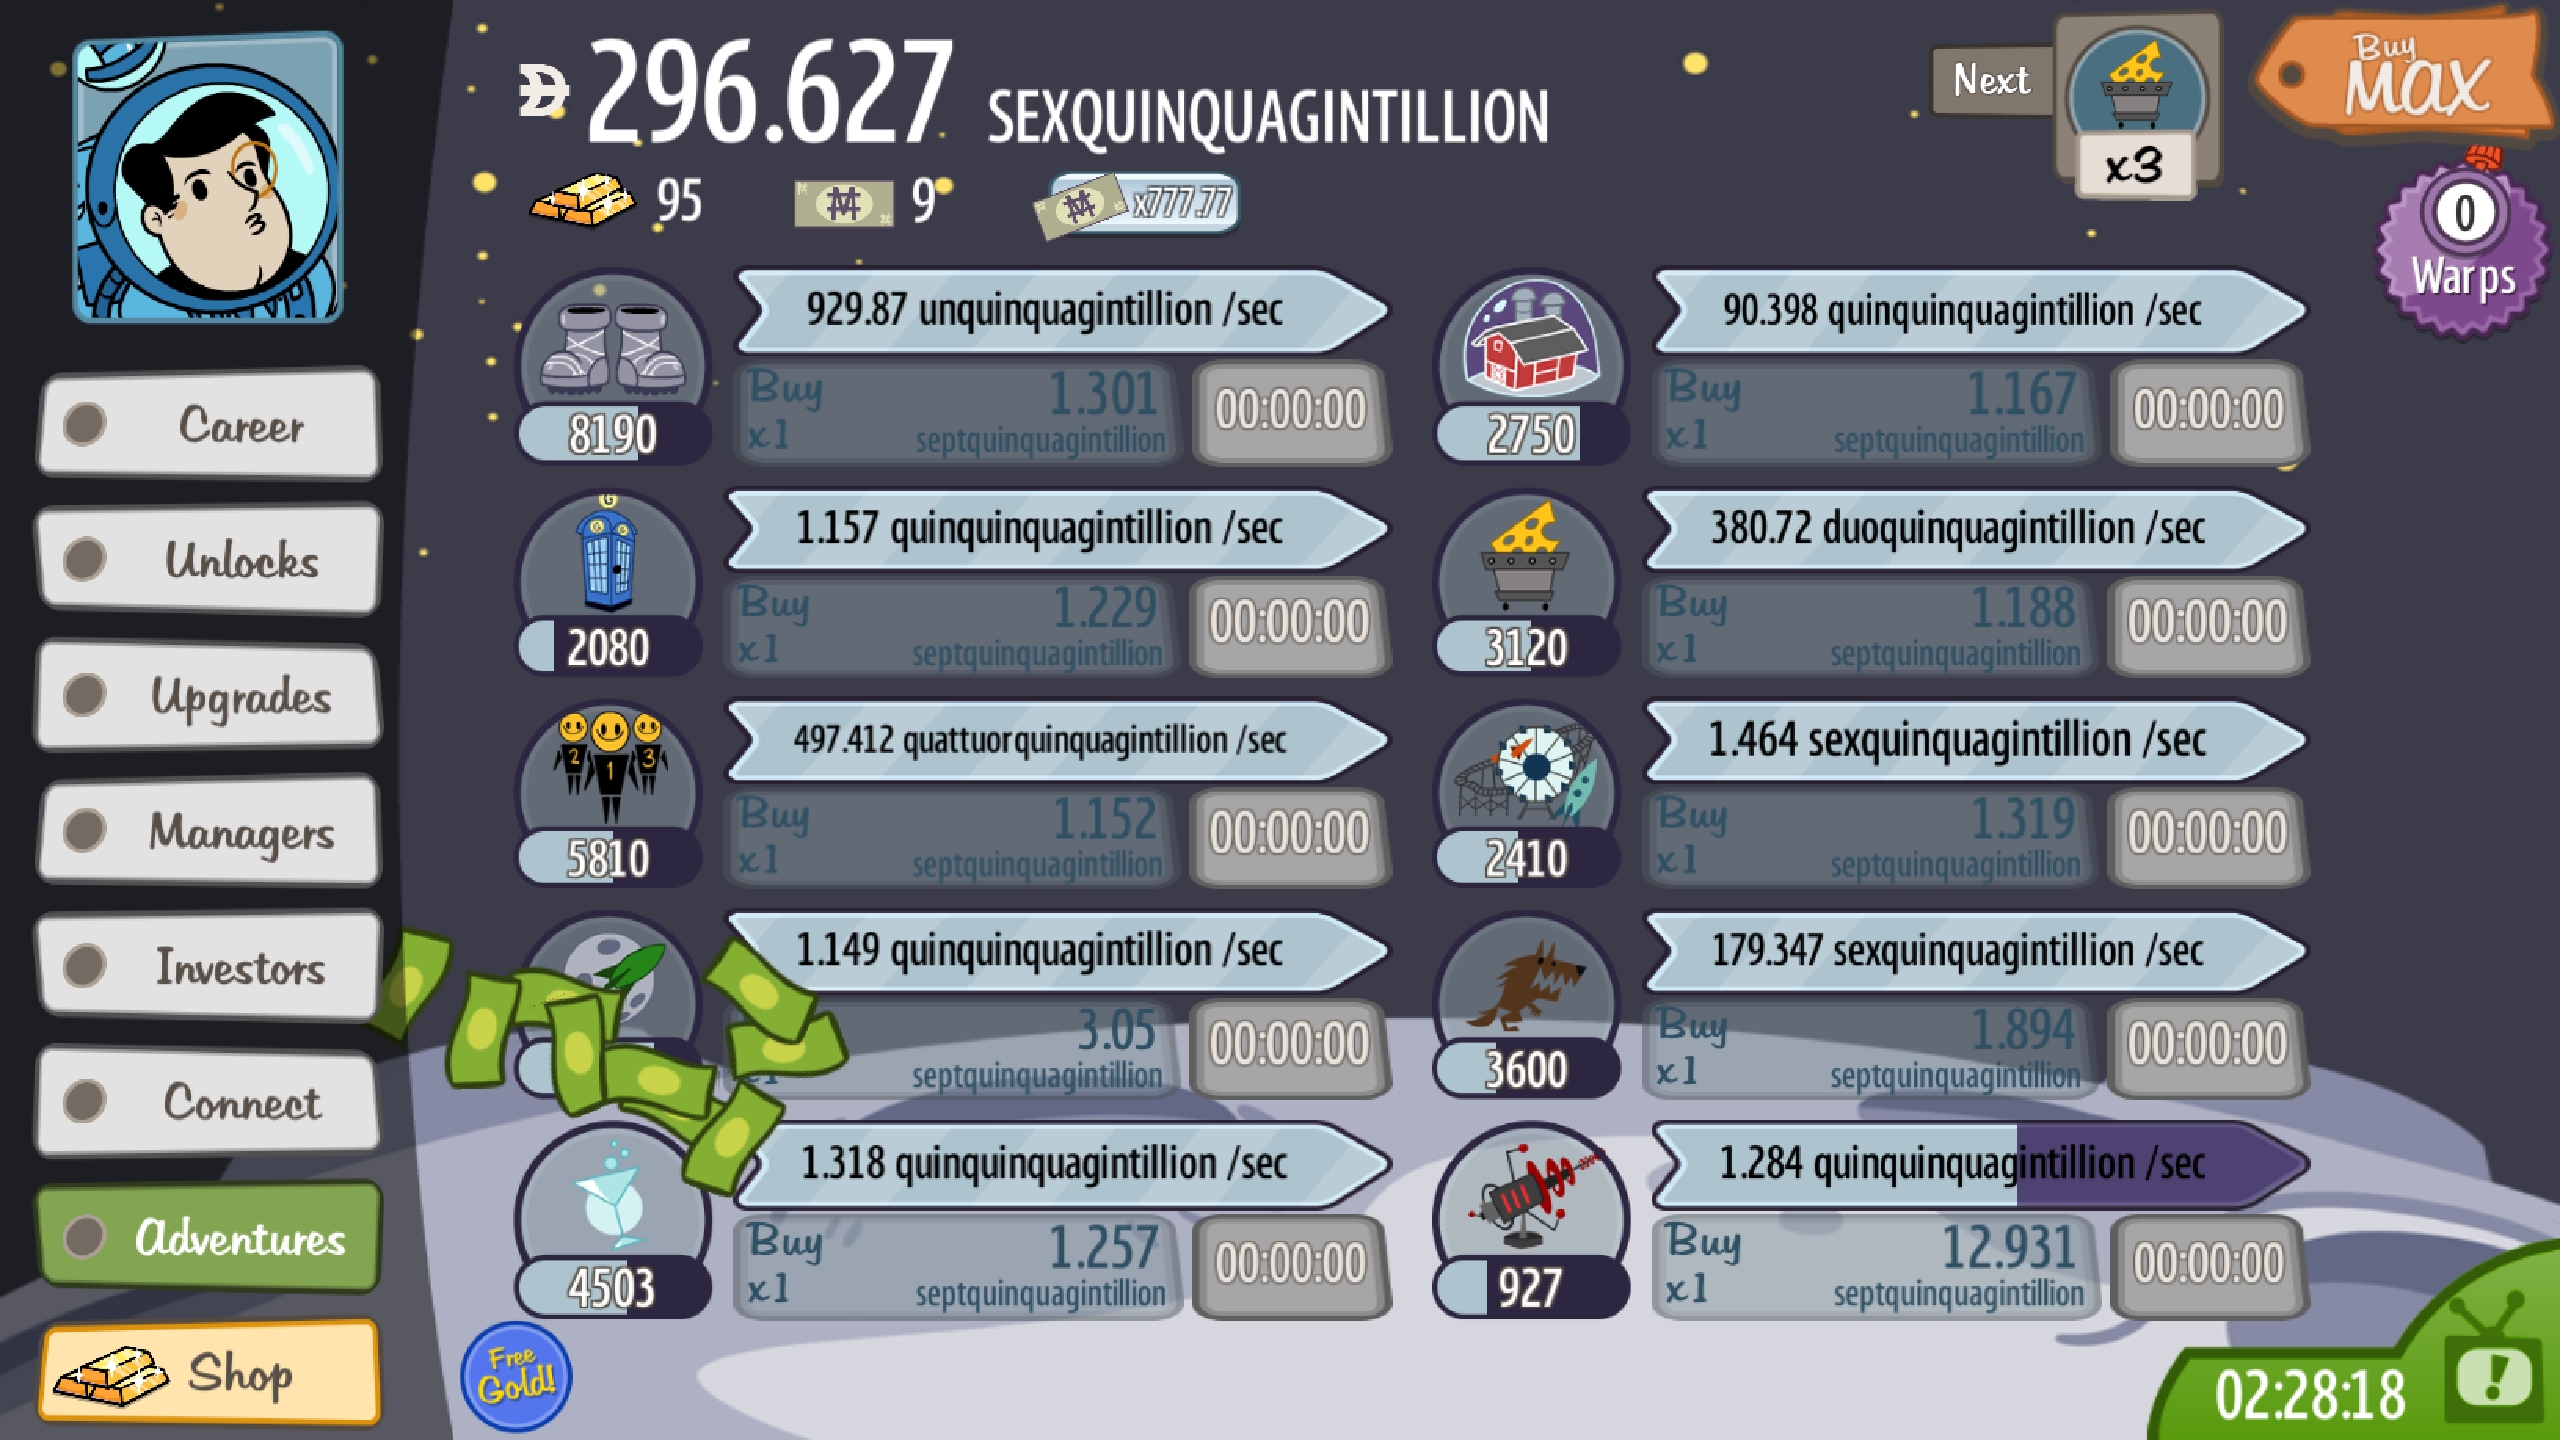 296.627 SEXQUINQUAGINTILLION
Next
x3
Buy
MAX
95
9
x777.77
0
Warps
Career
Unlocks
Upgrades
Managers
Investors
Connect
Adventures
Shop
929.87 unquinquagintillion /sec
8190
Buy
x1
1.301
septquinquagintillion
00:00:00
90.398 quinquinquagintillion /sec
2750
Buy
x1
1.167
septquinquagintillion
00:00:00
G
1.157 quinquinquagintillion /sec
2080
Buy
x1
1.229
septquinquagintillion
00:00:00
380.72 duoquinquagintillion /sec
3120
Buy
x1
1.188
septquinquagintillion
00:00:00
2 1 3
497.412 quattuorquinquagintillion /sec
5810
Buy
x1
1.152
septquinquagintillion
00:00:00
1.464 sexquinquagintillion /sec
2410
Buy
x1
1.319
septquinquagintillion
00:00:00
1.149 quinquinquagintillion /sec
3.05
septquinquagintillion
00:00:00
179.347 sexquinquagintillion /sec
3600
Buy
x1
1.894
septquinquagintillion
00:00:00
1.318 quinquinquagintillion /sec
4503
Buy
x1
1.257
septquinquagintillion
00:00:00
1.284 quinquinquagintillion /sec
927
Buy
x1
12.931
septquinquagintillion
00:00:00
Free
Gold!
02:28:18
!